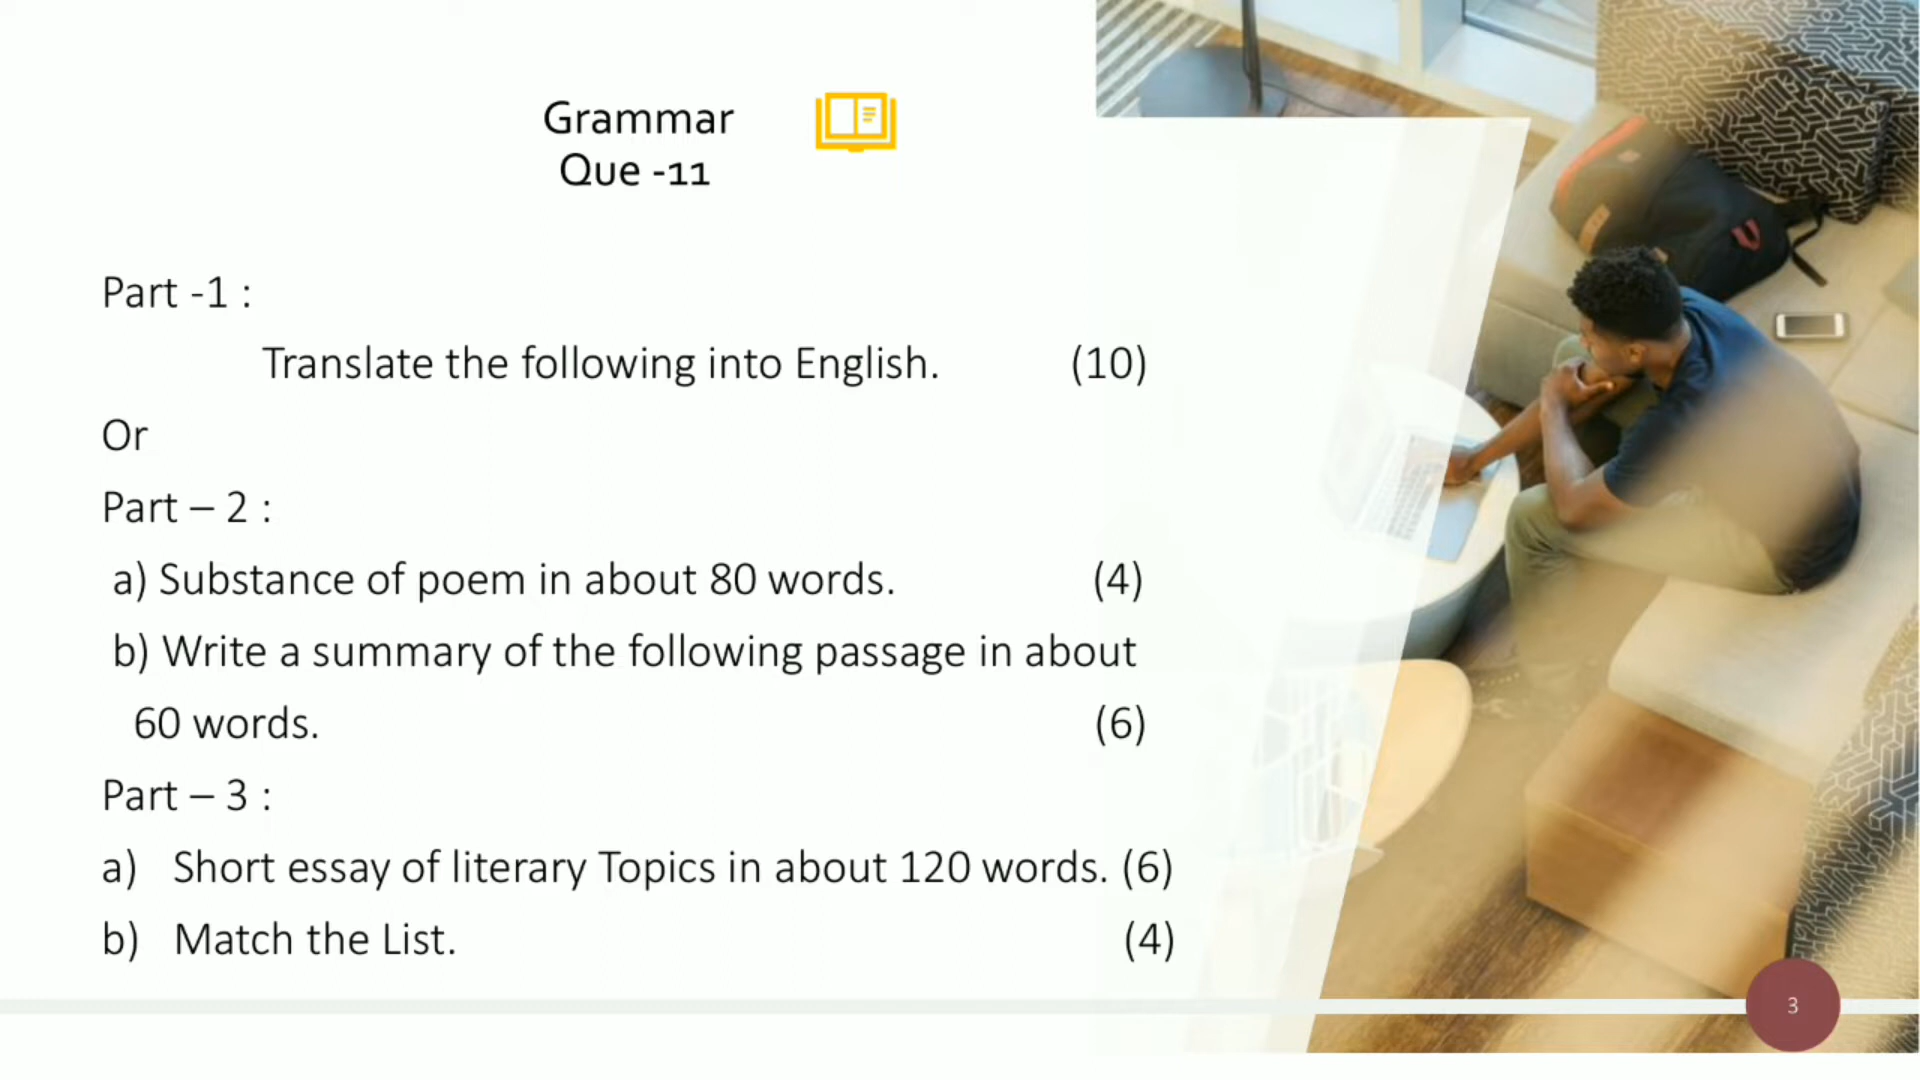 Grammar
Que -11
Part -1 :
Translate the following into English. (10)
Or
Part – 2 :
a) Substance of poem in about 80 words. (4)
b) Write a summary of the following passage in about
60 words. (6)
Part – 3 :
a) Short essay of literary Topics in about 120 words. (6)
b) Match the List. (4)
3